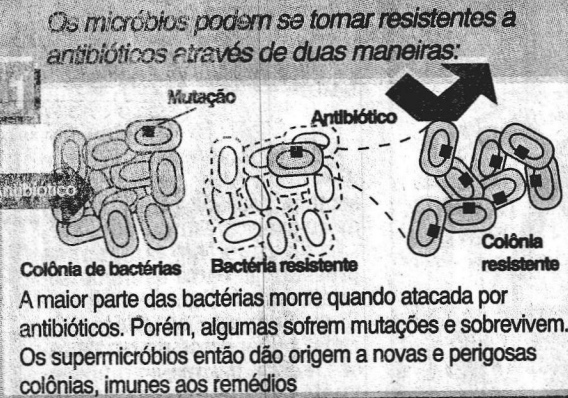 Os micróbios podem se tornar resistentes a
antibióticos através de duas maneiras:
1
Mutação
Antibiótico
antibiótico
Colônia de bactérias
Bactéria resistente
Colônia
resistente
A maior parte das bactérias morre quando atacada por
antibióticos. Porém, algumas sofrem mutações e sobrevivem.
Os supermicróbios então dão origem a novas e perigosas
colônias, imunes aos remédios